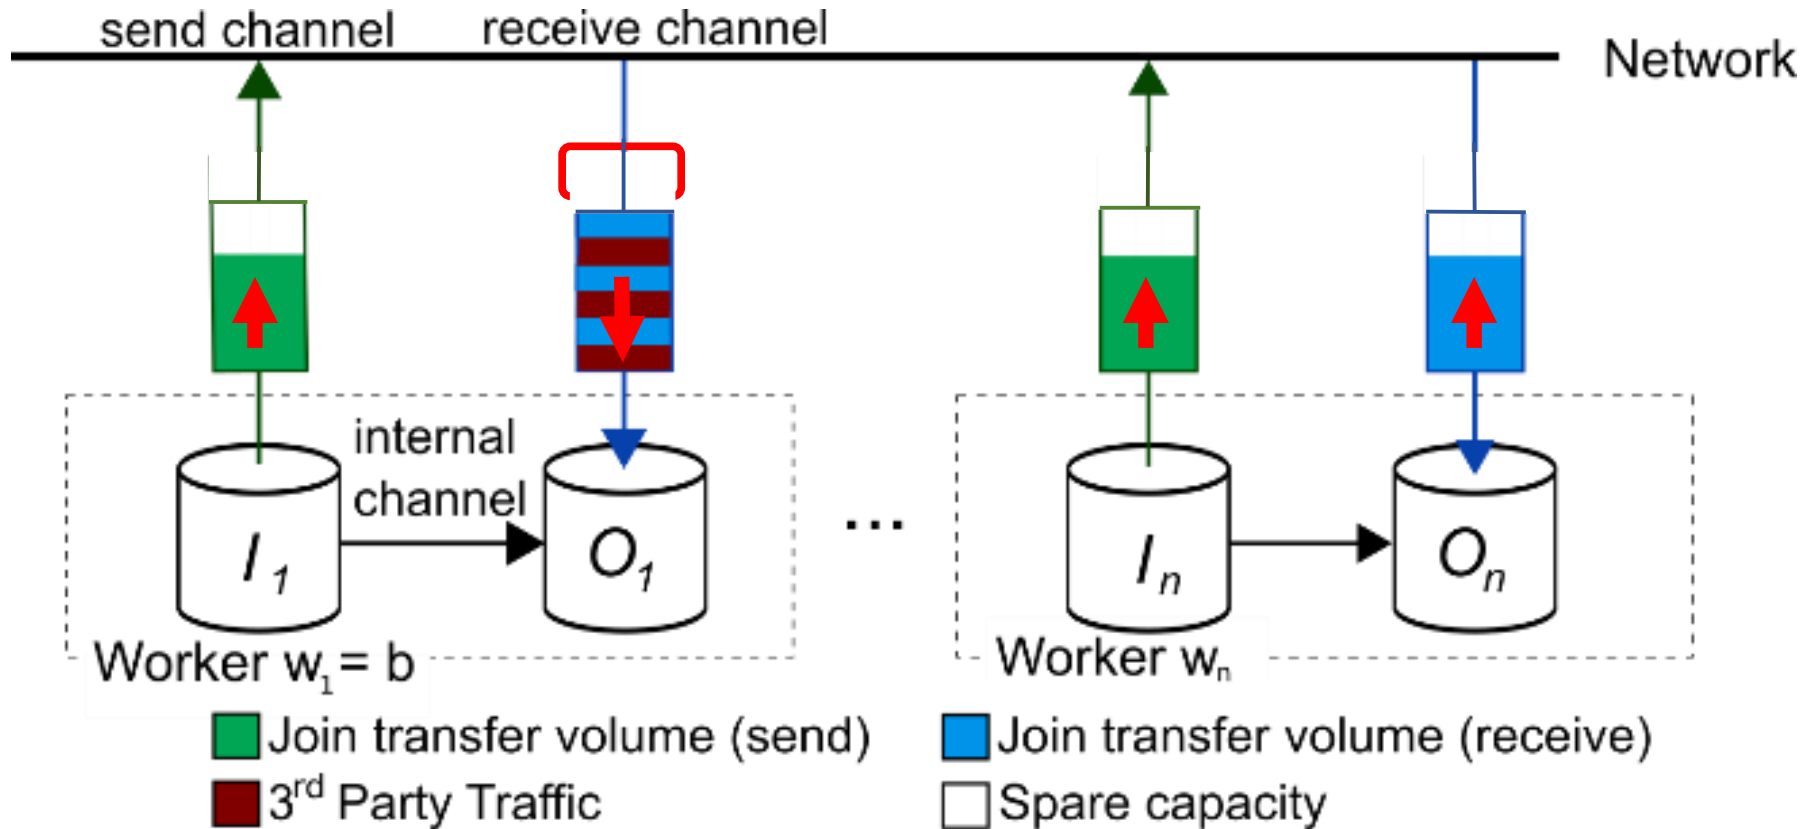 send channel
receive channel
Network
internal
channel
...
I1
O1
In
On
Worker w1 = b
Worker wn
Join transfer volume (send)
Join transfer volume (receive)
3rd Party Traffic
Spare capacity